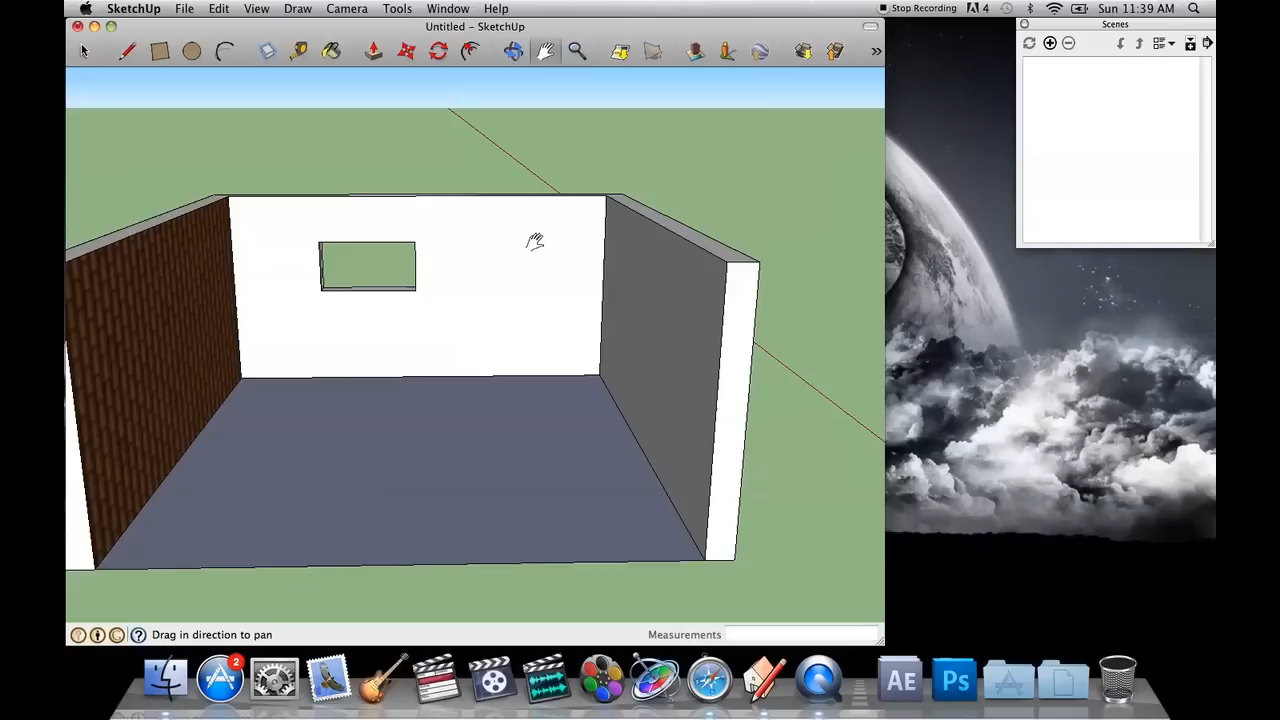 SketchUp File Edit View Draw Camera Tools Window Help Stop Recording 4 Sun 11:39 AM
Untitled - SketchUp
Scenes
Drag in direction to pan
Measurements
2
AE
Ps